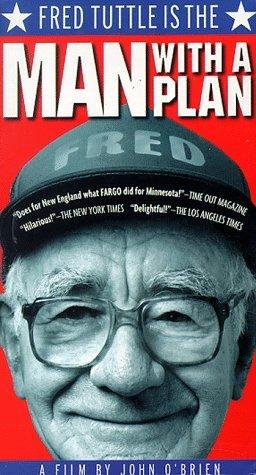 FRED TUTTLE IS THE
MAN WITH A
PLAN
FRED
"Does for New England what FARGO did for Minnesota!"—TIME OUT MAGAZINE
"Hilarious!"—THE NEW YORK TIMES "Delightful!"—THE LOS ANGELES TIMES
A FILM BY JOHN O'BRIEN